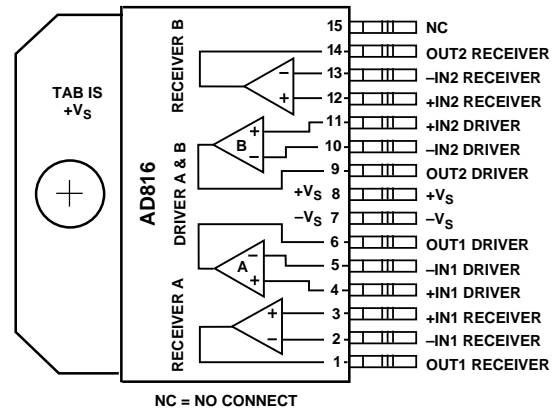 TAB IS
+VS
AD816
RECEIVER B
DRIVER A & B
RECEIVER A
15 NC
14 OUT2 RECEIVER
– 13 –IN2 RECEIVER
+ 12 +IN2 RECEIVER
+ 11 +IN2 DRIVER
B
– 10 –IN2 DRIVER
9 OUT2 DRIVER
+VS 8 +VS
–VS 7 –VS
6 OUT1 DRIVER
– 5 –IN1 DRIVER
A
+ 4 +IN1 DRIVER
+ 3 +IN1 RECEIVER
– 2 –IN1 RECEIVER
1 OUT1 RECEIVER
NC = NO CONNECT